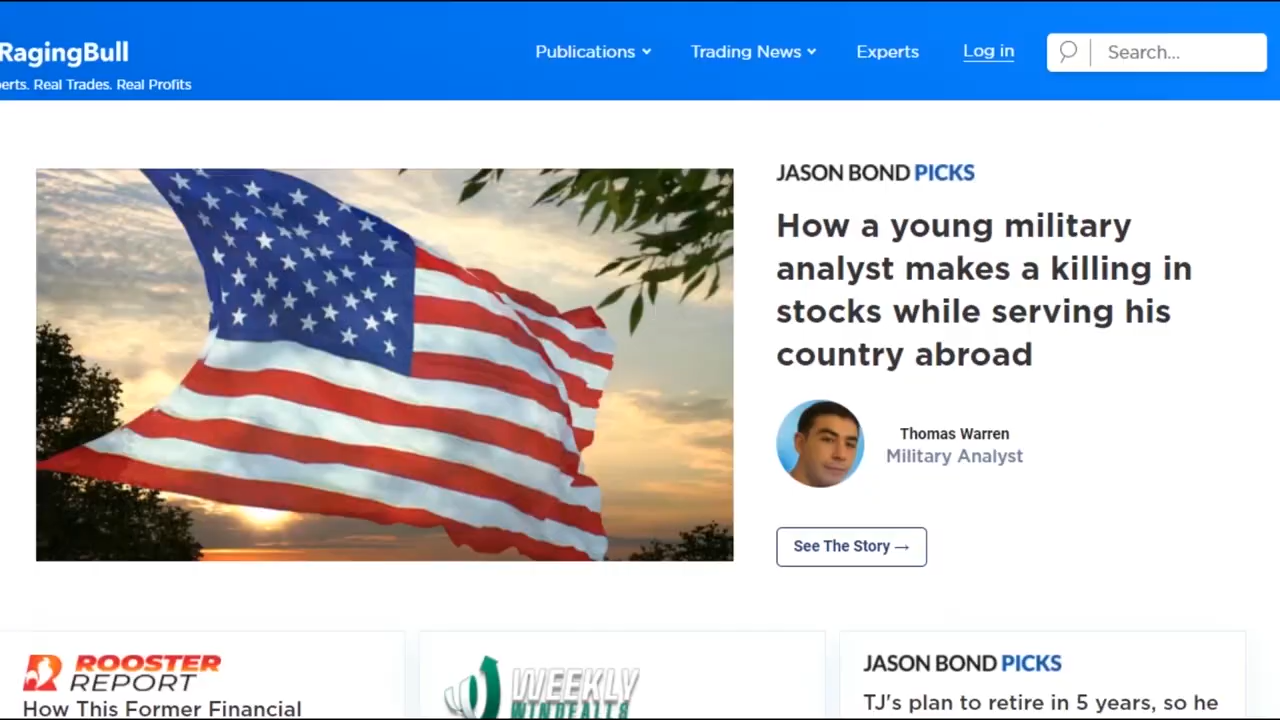 RagingBull
erts. Real Trades. Real Profits
Publications
Trading News
Experts
Log in
Search...
JASON BOND PICKS
How a young military
analyst makes a killing in
stocks while serving his
country abroad
Thomas Warren
Military Analyst
See The Story →
ROOSTER
REPORT
How This Former Financial
WEEKLY
WINDFALLS
JASON BOND PICKS
TJ's plan to retire in 5 years, so he